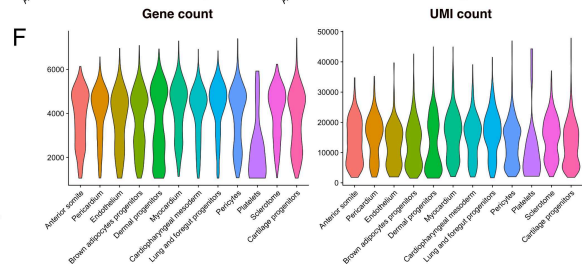 Gene count
UMI count
F
6000
4000
2000
Anterior somite
Pericardium
Endothelium
Brown adipocytes progenitors
Dermal progenitors
Myocardium
Cardiopharyngeal mesoderm
Lung and foregut progenitors
Pericytes
Platelets
Sclerotome
Cartilage progenitors
50000
40000
30000
20000
10000
0
Anterior somite
Pericardium
Endothelium
Brown adipocytes progenitors
Dermal progenitors
Myocardium
Cardiopharyngeal mesoderm
Lung and foregut progenitors
Pericytes
Platelets
Sclerotome
Cartilage progenitors